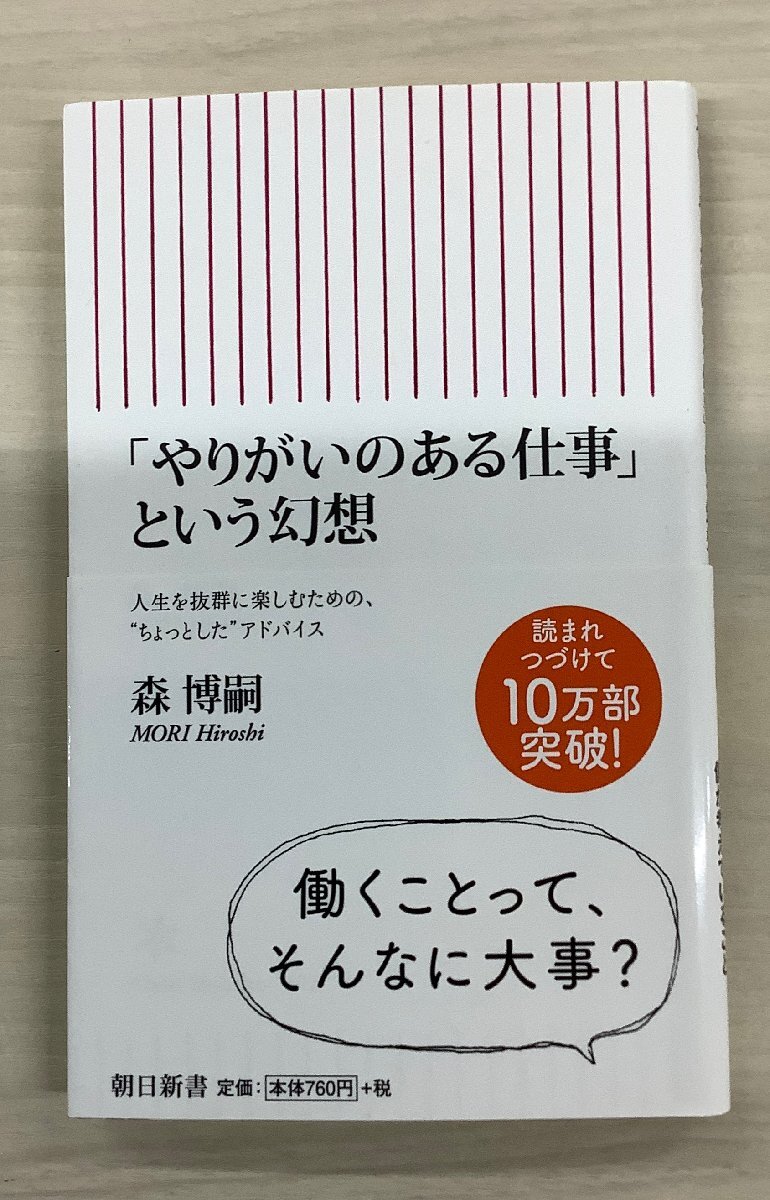 「やりがいのある仕事」
という幻想
人生を抜群に楽しむための、
“ちょっとした”アドバイス
森 博嗣
MORI Hiroshi
読まれ
つづけて
10万部
突破!
働くことって、
そんなに大事?
朝日新書 定価:本体760円+税